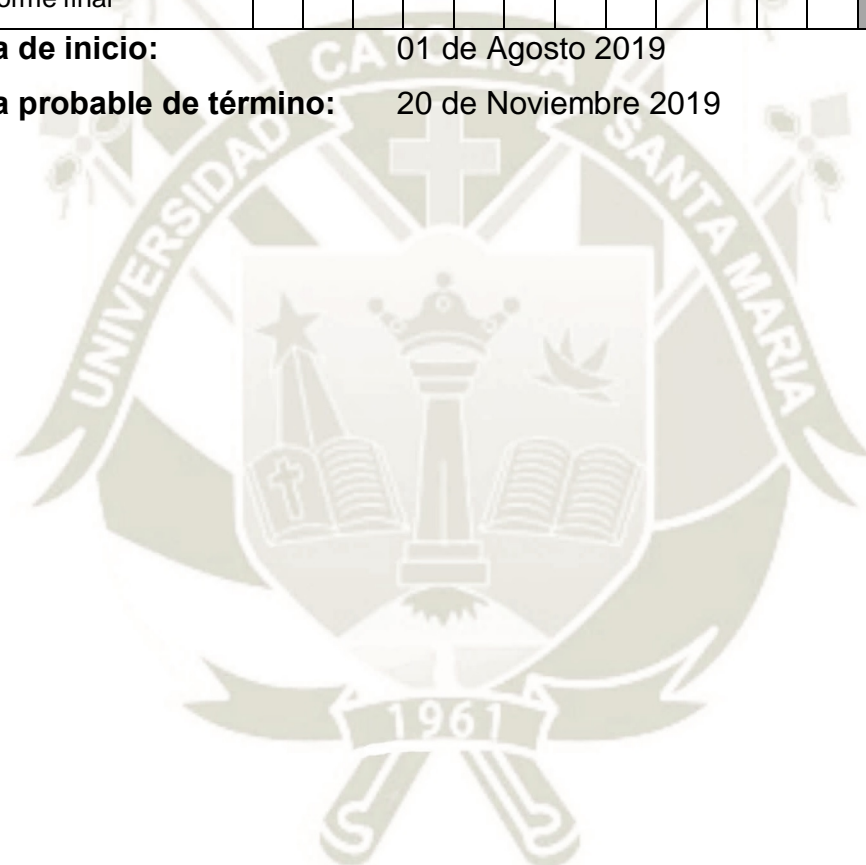 orme final
a de inicio: 01 de Agosto 2019
a probable de término: 20 de Noviembre 2019
UNIVERSIDAD CATOLICA SANTA MARIA
1961